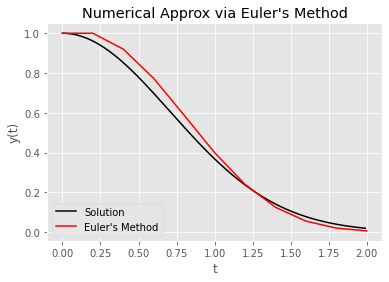 Numerical Approx via Euler's Method
y(t)
1.0
0.8
0.6
0.4
0.2
0.0
Solution
Euler's Method
0.00 0.25 0.50 0.75 1.00 1.25 1.50 1.75 2.00
t